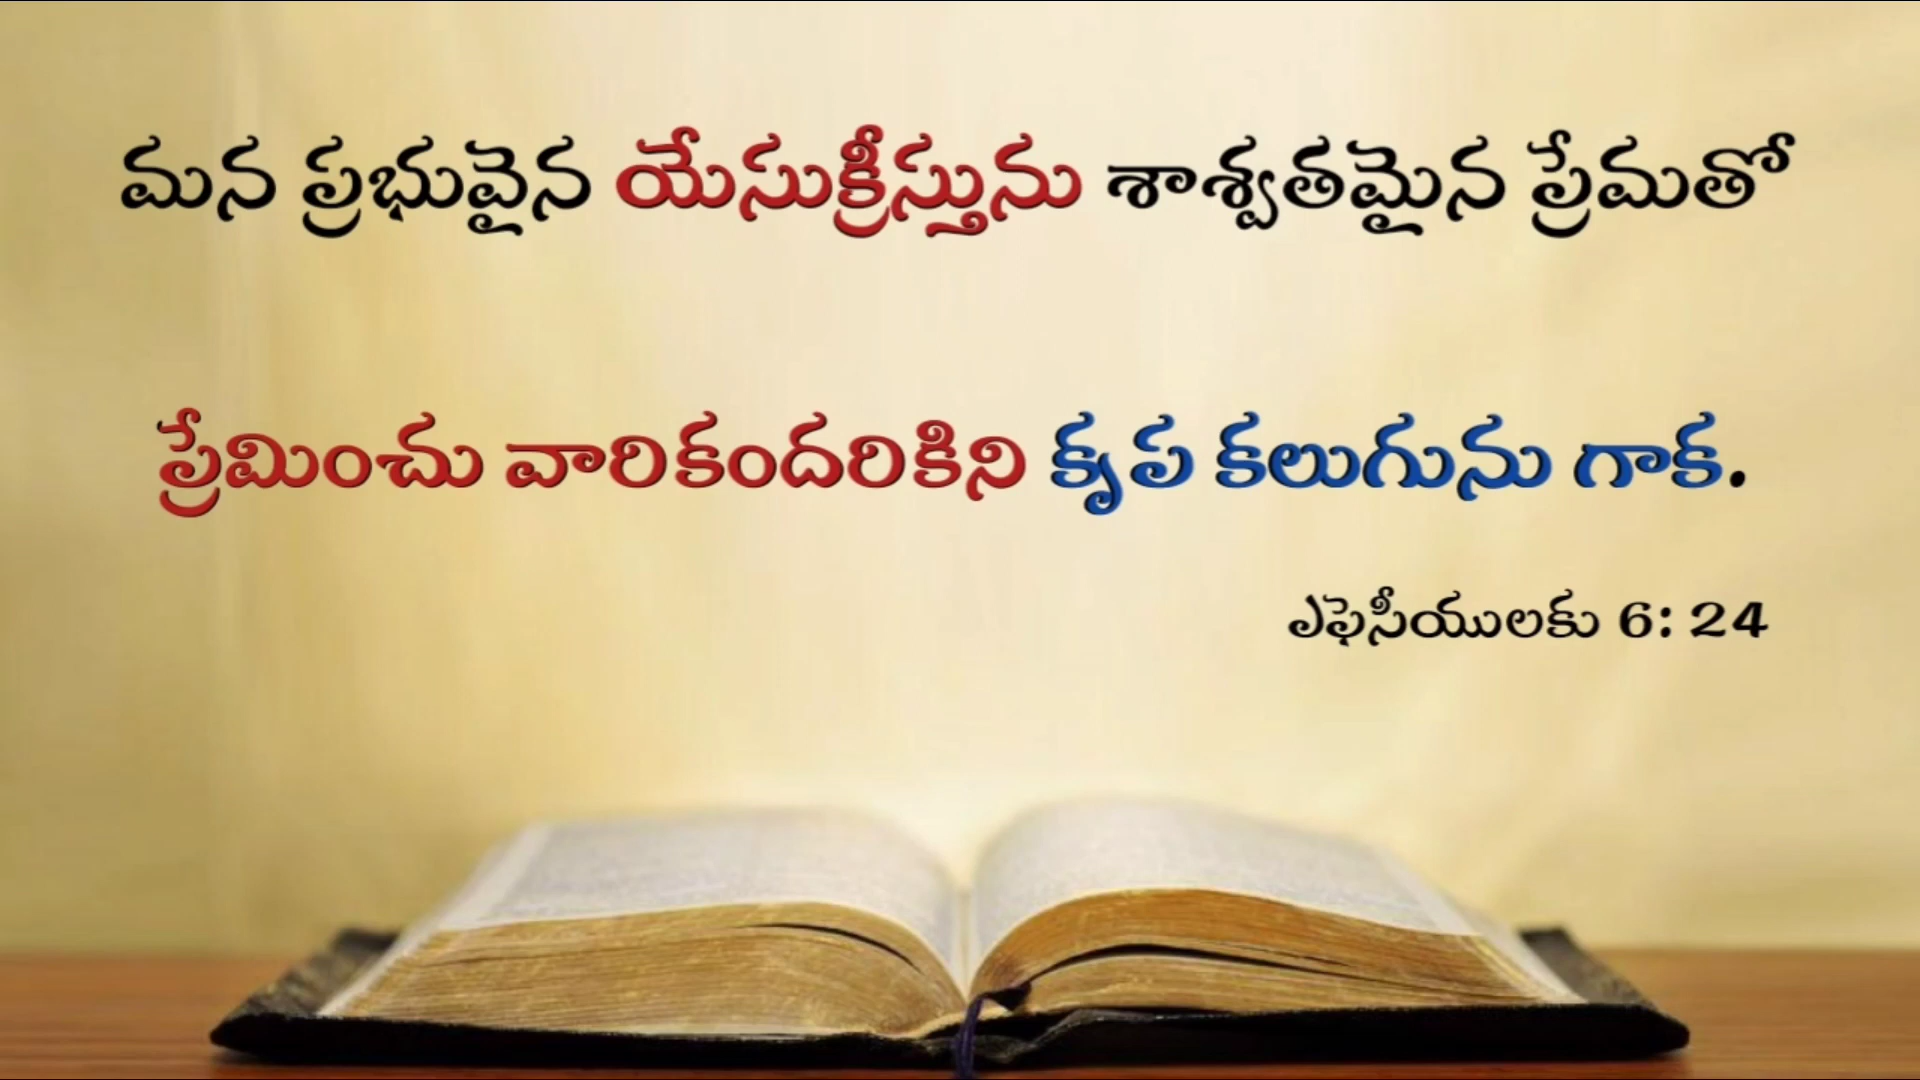 మన ప్రభువైన యేసుక్రీస్తును శాశ్వతమైన ప్రేమతో
ప్రేమించు వారికందరికిని కృప కలుగును గాక.
ఎఫెసీయులకు 6: 24